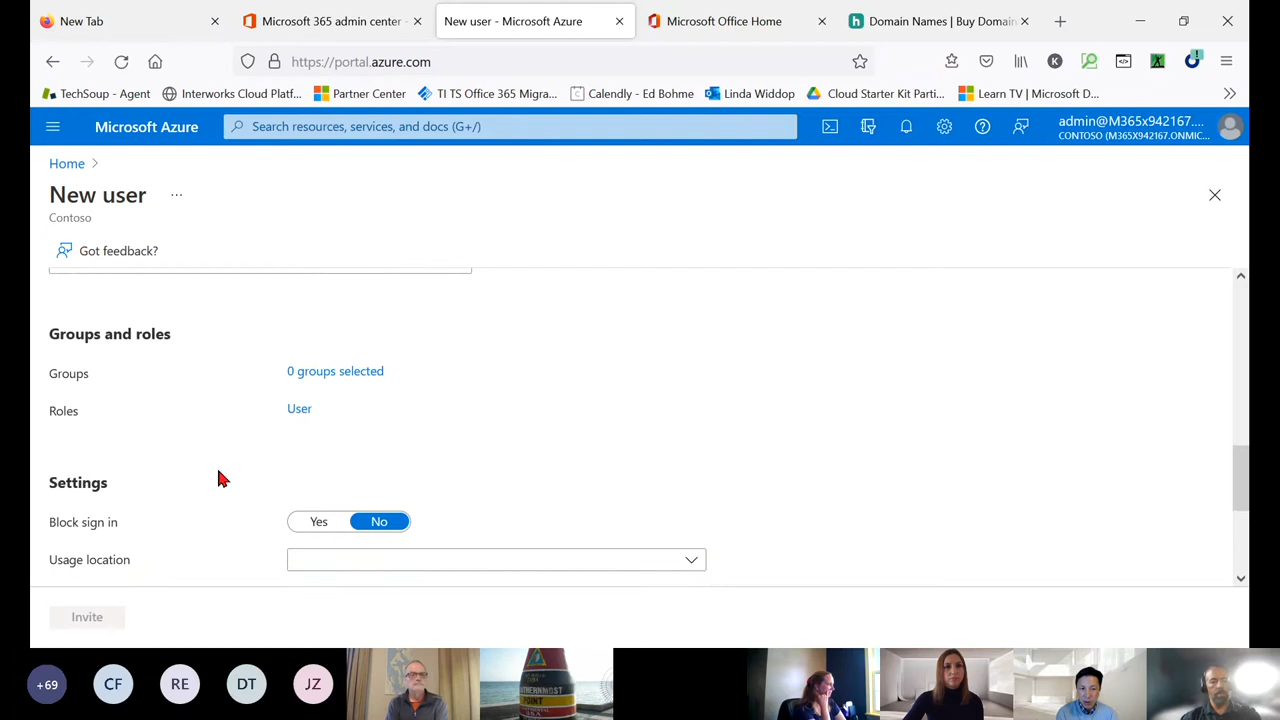 New Tab
Microsoft 365 admin center -
New user - Microsoft Azure
Microsoft Office Home
Domain Names | Buy Domain
https://portal.azure.com
TechSoup - Agent
Interworks Cloud Platf...
Partner Center
TI TS Office 365 Migra...
Calendly - Ed Bohme
Linda Widdop
Cloud Starter Kit Parti...
Learn TV | Microsoft D...
Microsoft Azure
Search resources, services, and docs (G+/)
admin@M365x942167....
CONTOSO (M365X942167.ONMIC...
Home
New user ...
Contoso
Got feedback?
Groups and roles
Groups
0 groups selected
Roles
User
Settings
Block sign in
Yes
No
Usage location
Invite
+69
CF
RE
DT
JZ
SOUTHERNMOST
POINT